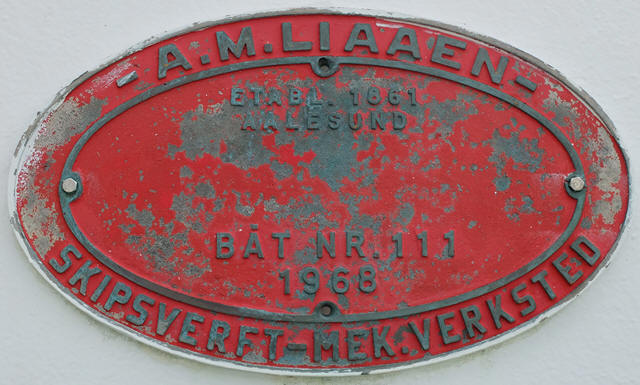 -A.M.LIAAEN-
ETABL. 1861
AALESUND
BÅT NR.111
1968
SKIPSVERFT-MEK.VERKSTED